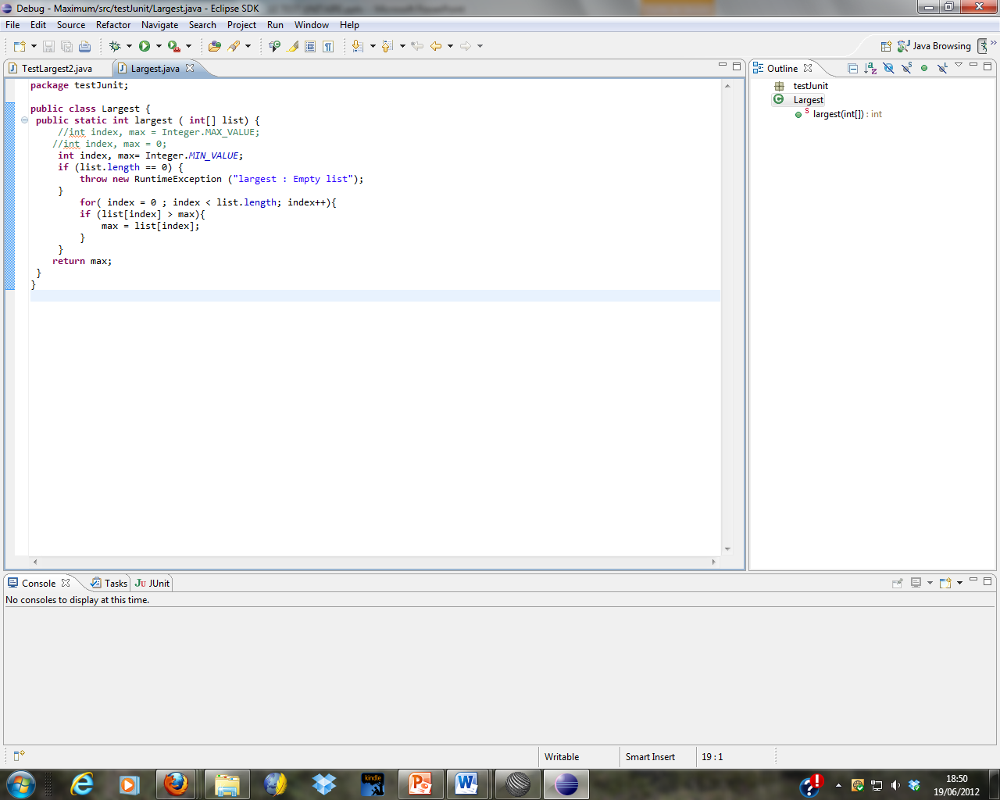 Debug - Maximum/src/testJunit/Largest.java - Eclipse SDK
File Edit Source Refactor Navigate Search Project Run Window Help
Java Browsing
TestLargest2.java
Largest.java
package testJunit;
public class Largest {
public static int largest ( int[] list) {
//int index, max = Integer.MAX_VALUE;
//int index, max = 0;
int index, max= Integer.MIN_VALUE;
if (list.length == 0) {
throw new RuntimeException ("largest : Empty list");
}
for( index = 0 ; index < list.length; index++){
if (list[index] > max){
max = list[index];
}
}
return max;
}
}
Outline
testJunit
Largest
largest(int[]) : int
Console Tasks JUnit
No consoles to display at this time.
Writable Smart Insert 19 : 1
kindle
18:50
19/06/2012